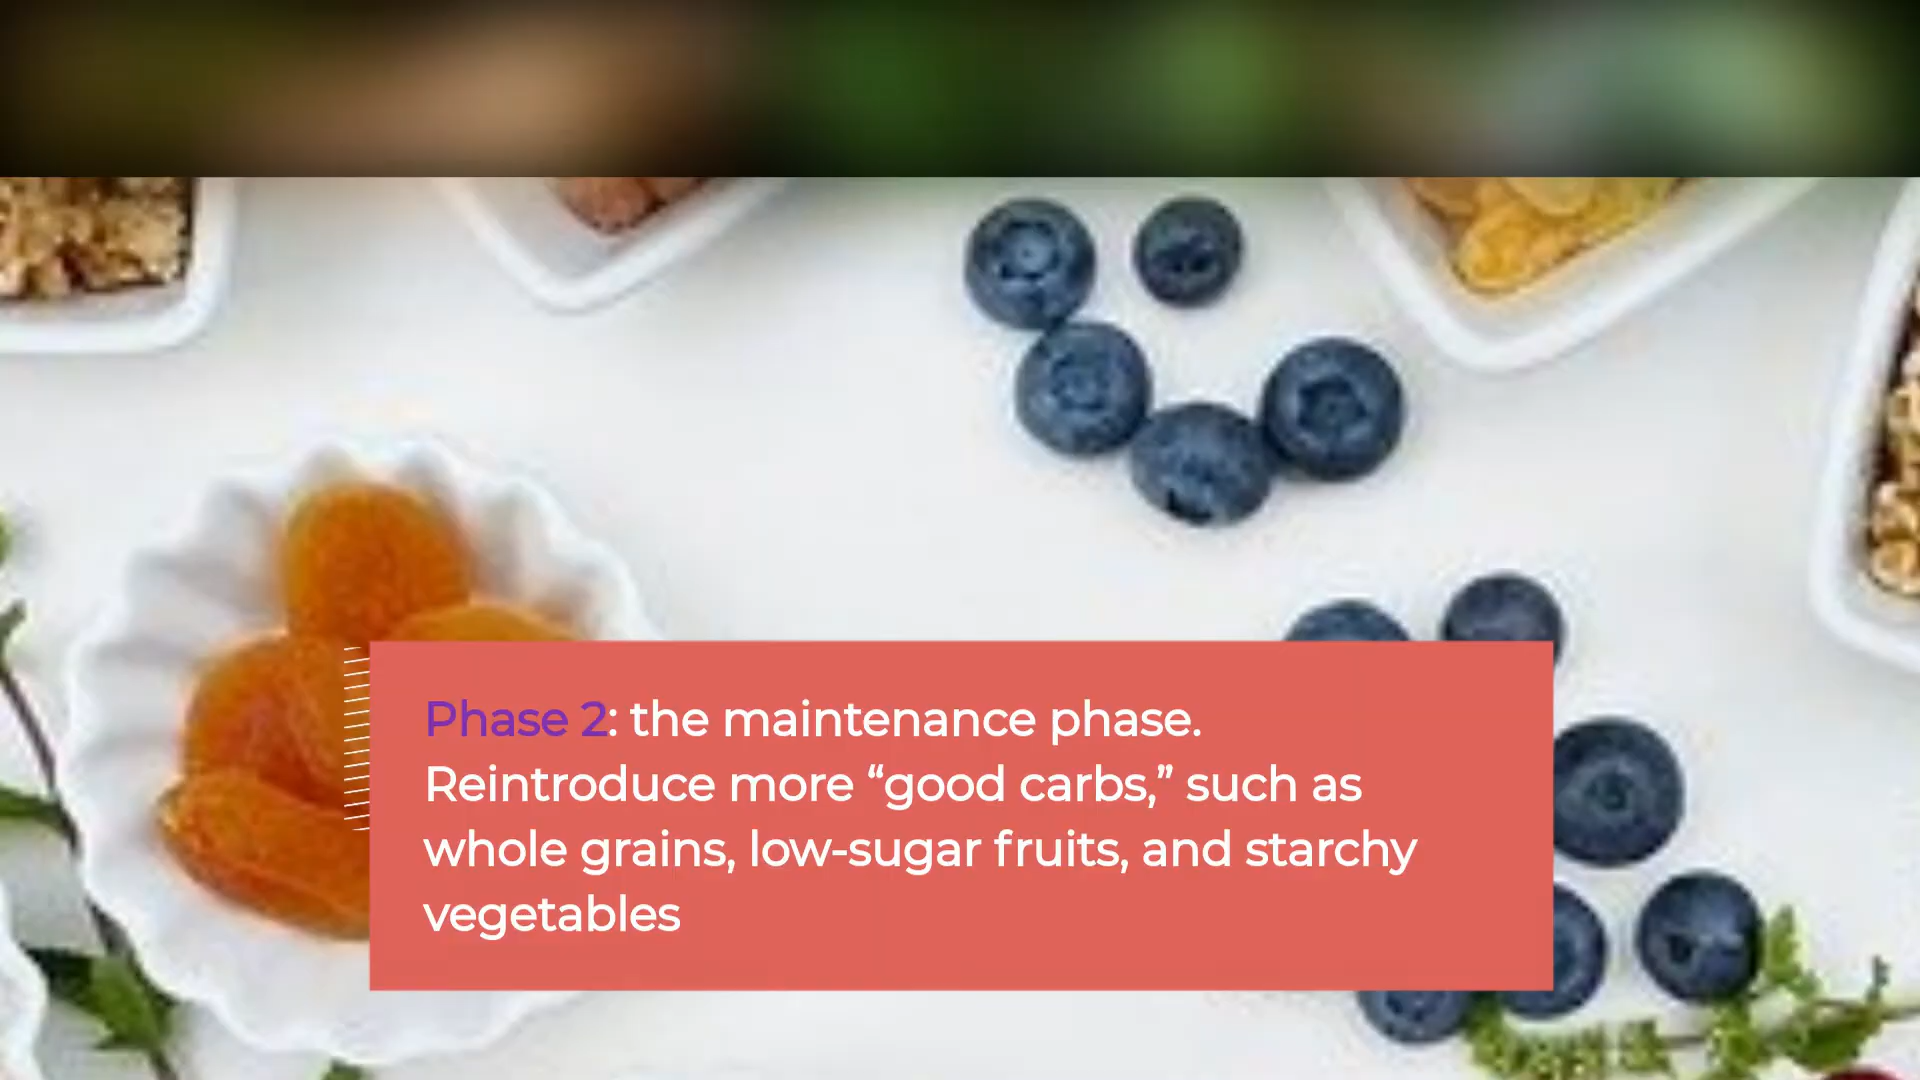 Phase 2: the maintenance phase.
Reintroduce more “good carbs,” such as
whole grains, low-sugar fruits, and starchy
vegetables